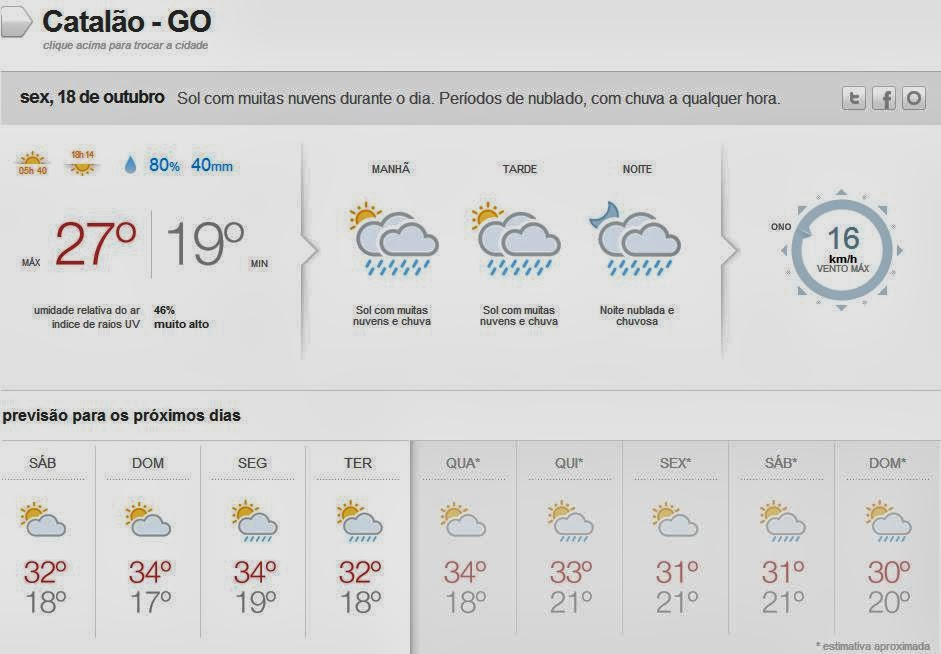 Catalão - GO
clique acima para trocar a cidade
sex, 18 de outubro Sol com muitas nuvens durante o dia. Períodos de nublado, com chuva a qualquer hora.
05h 40
18h 14
80% 40mm
MÁX 27º 19º MIN
umidade relativa do ar 46%
indice de raios UV muito alto
MANHÃ
Sol com muitas
nuvens e chuva
TARDE
Sol com muitas
nuvens e chuva
NOITE
Noite nublada e
chuvosa
ONO
16
km/h
VENTO MÁX
previsão para os próximos dias
SÁB DOM SEG TER QUA* QUI* SEX* SÁB* DOM*
32º 34º 34º 32º 34º 33º 31º 31º 30º
18º 17º 19º 18º 18º 21º 21º 21º 20º
* estimativa aproximada